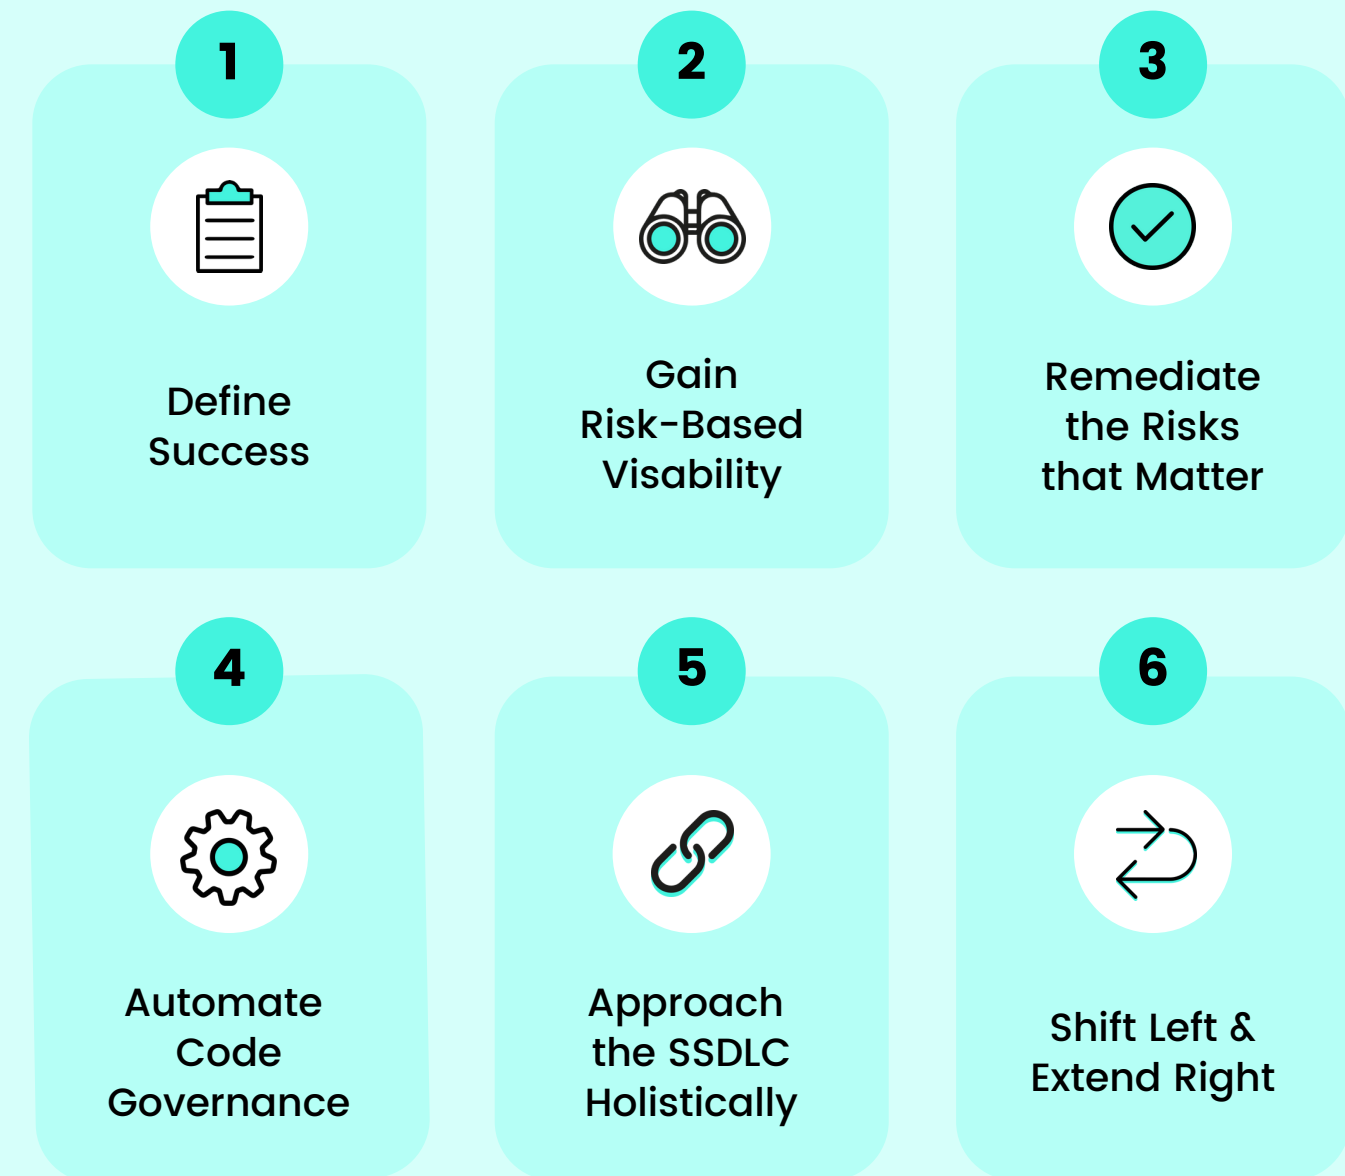 1
Define
Success
2
Gain
Risk-Based
Visability
3
Remediate
the Risks
that Matter
4
Automate
Code
Governance
5
Approach
the SSDLC
Holistically
6
Shift Left &
Extend Right